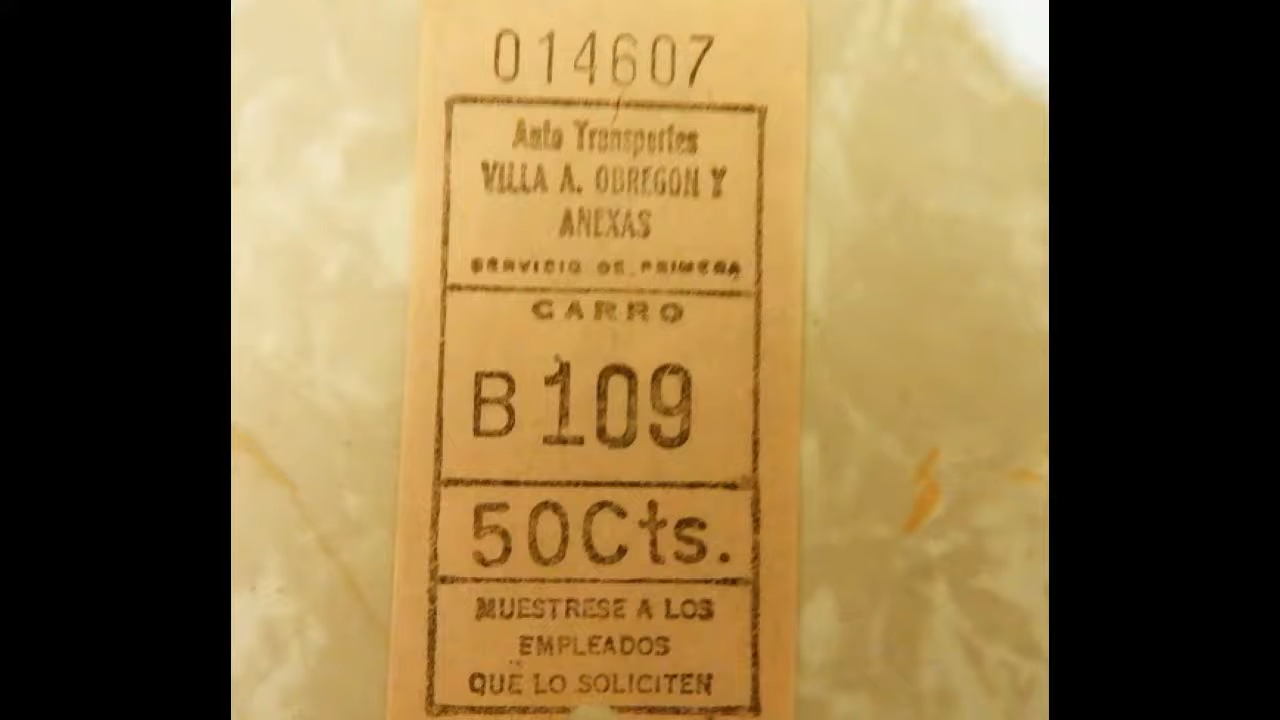 014607
Auto Transportes
VILLA A. OBREGON Y
ANEXAS
SERVICIO DE PRIMERA
CARRO
B 109
50Cts.
MUESTRESE A LOS
EMPLEADOS
QUE LO SOLICITEN